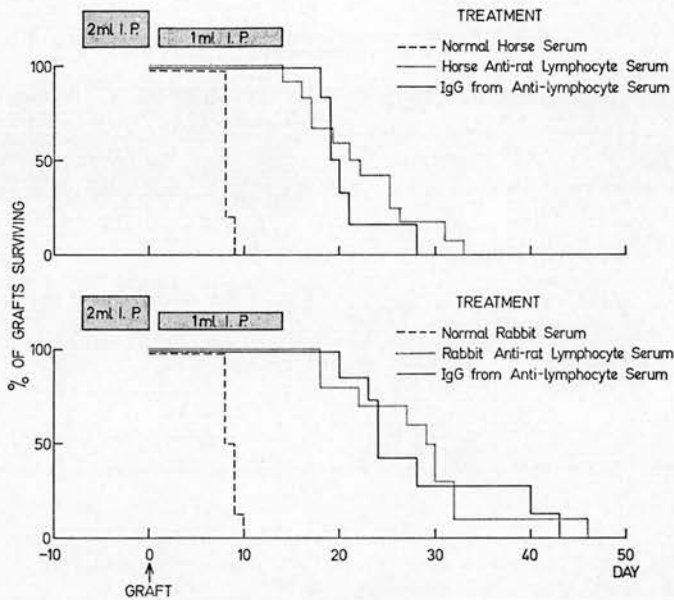 TREATMENT
2ml I. P.
1ml I. P.
Normal Horse Serum
Horse Anti-rat Lymphocyte Serum
IgG from Anti-lymphocyte Serum
100
50
0
% OF GRAFTS SURVIVING
TREATMENT
2ml I. P.
1ml I. P.
Normal Rabbit Serum
Rabbit Anti-rat Lymphocyte Serum
IgG from Anti-lymphocyte Serum
100
50
0
-10 0 10 20 30 40 50
DAY
GRAFT